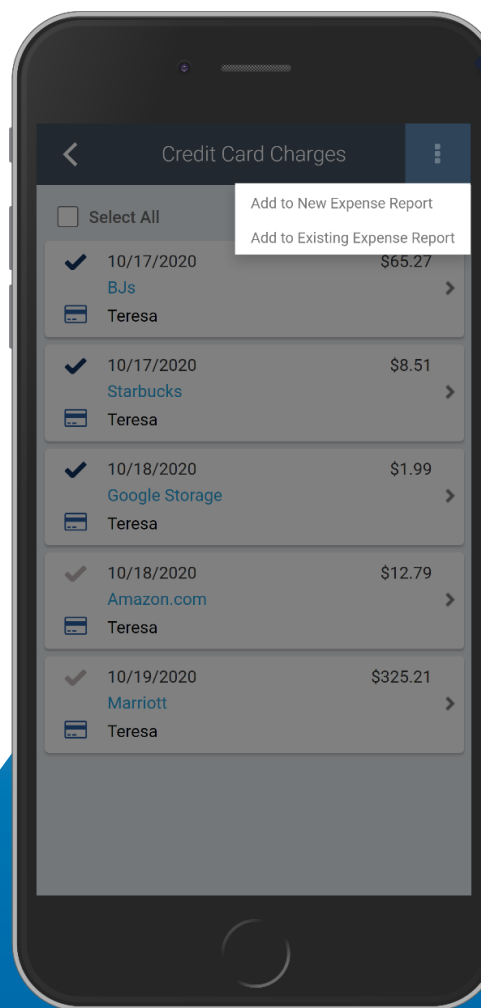 Credit Card Charges
Add to New Expense Report
Add to Existing Expense Report
Select All
10/17/2020 $65.27
BJs
Teresa
10/17/2020 $8.51
Starbucks
Teresa
10/18/2020 $1.99
Google Storage
Teresa
10/18/2020 $12.79
Amazon.com
Teresa
10/19/2020 $325.21
Marriott
Teresa